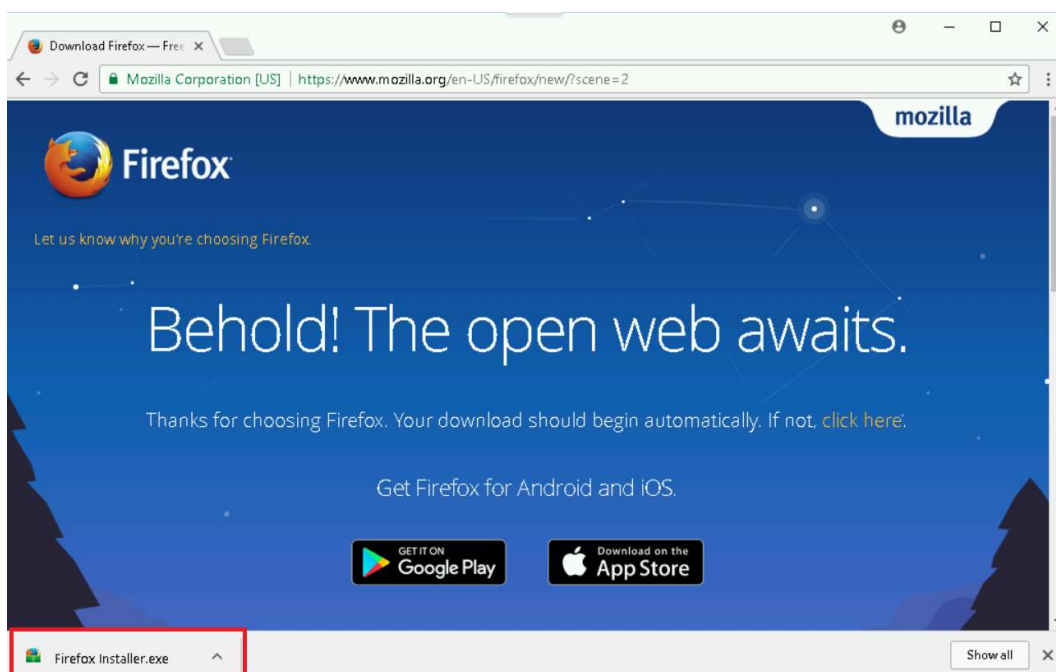 Download Firefox — Free
Mozilla Corporation [US] | https://www.mozilla.org/en-US/firefox/new/?scene=2
mozilla
Firefox
Let us know why you're choosing Firefox.
Behold! The open web awaits.
Thanks for choosing Firefox. Your download should begin automatically. If not, click here.
Get Firefox for Android and iOS.
GET IT ON
Google Play
Download on the
App Store
Firefox Installer.exe
Show all